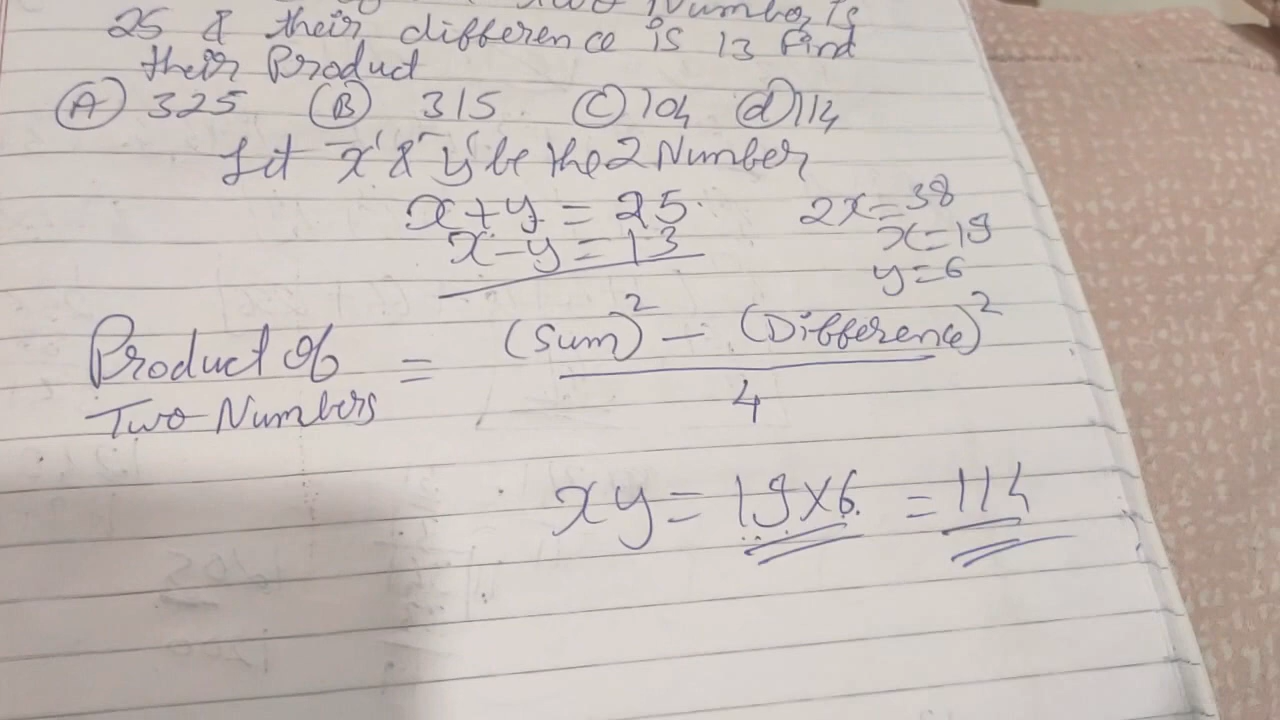 Two Number is
25 & their difference is 13 Find
their Product
(A) 325 (B) 315 (C) 104 (d) 114
Let 'x' & 'y' be the 2 Number
x + y = 25
x - y = 13
2x = 38
x = 19
y = 6
Product of Two Numbers = (Sum)² - (Difference)² / 4
xy = 19 x 6 = 114